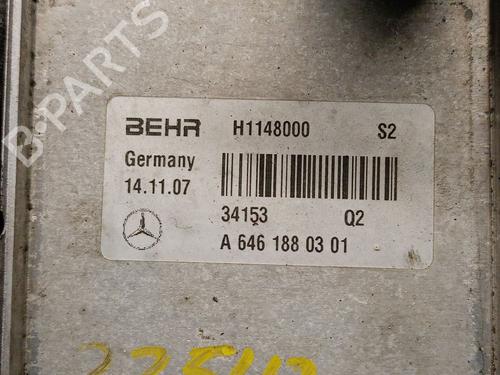 B-PARTS
BEHR H1148000 S2
Germany
14.11.07
34153 Q2
A 646 188 03 01